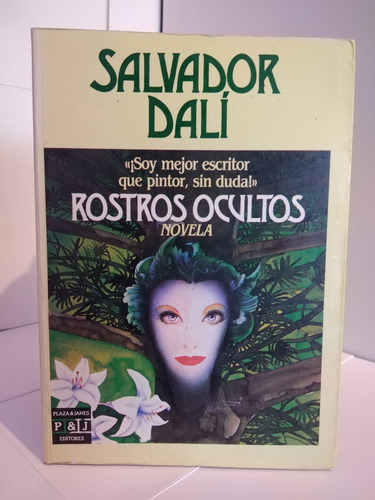 SALVADOR
DALÍ
«¡Soy mejor escritor
que pintor, sin duda!»
ROSTROS OCULTOS
NOVELA
PLAZA & JANES
P&J
EDITORES